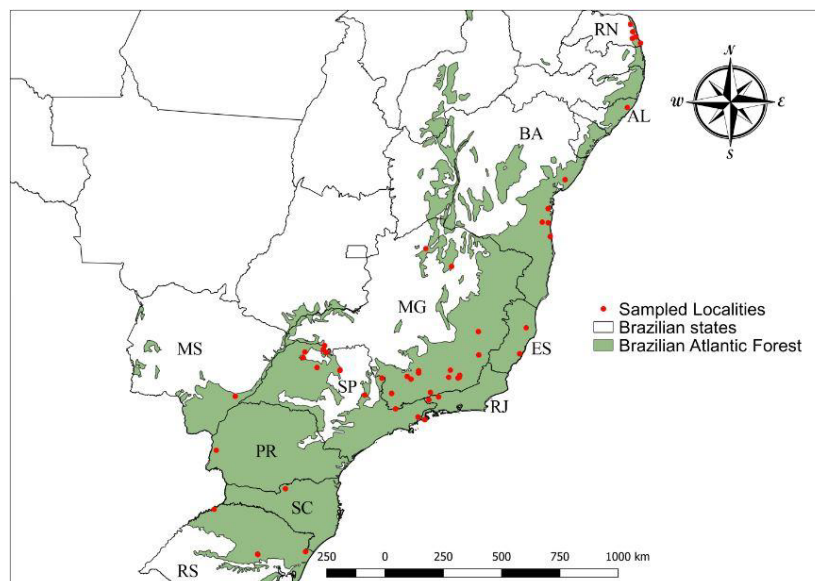 RN
N
W
E
S
AL
BA
MG
Sampled Localities
Brazilian states
Brazilian Atlantic Forest
MS
ES
SP
RJ
PR
SC
RS
250 0 250 500 750 1000 km